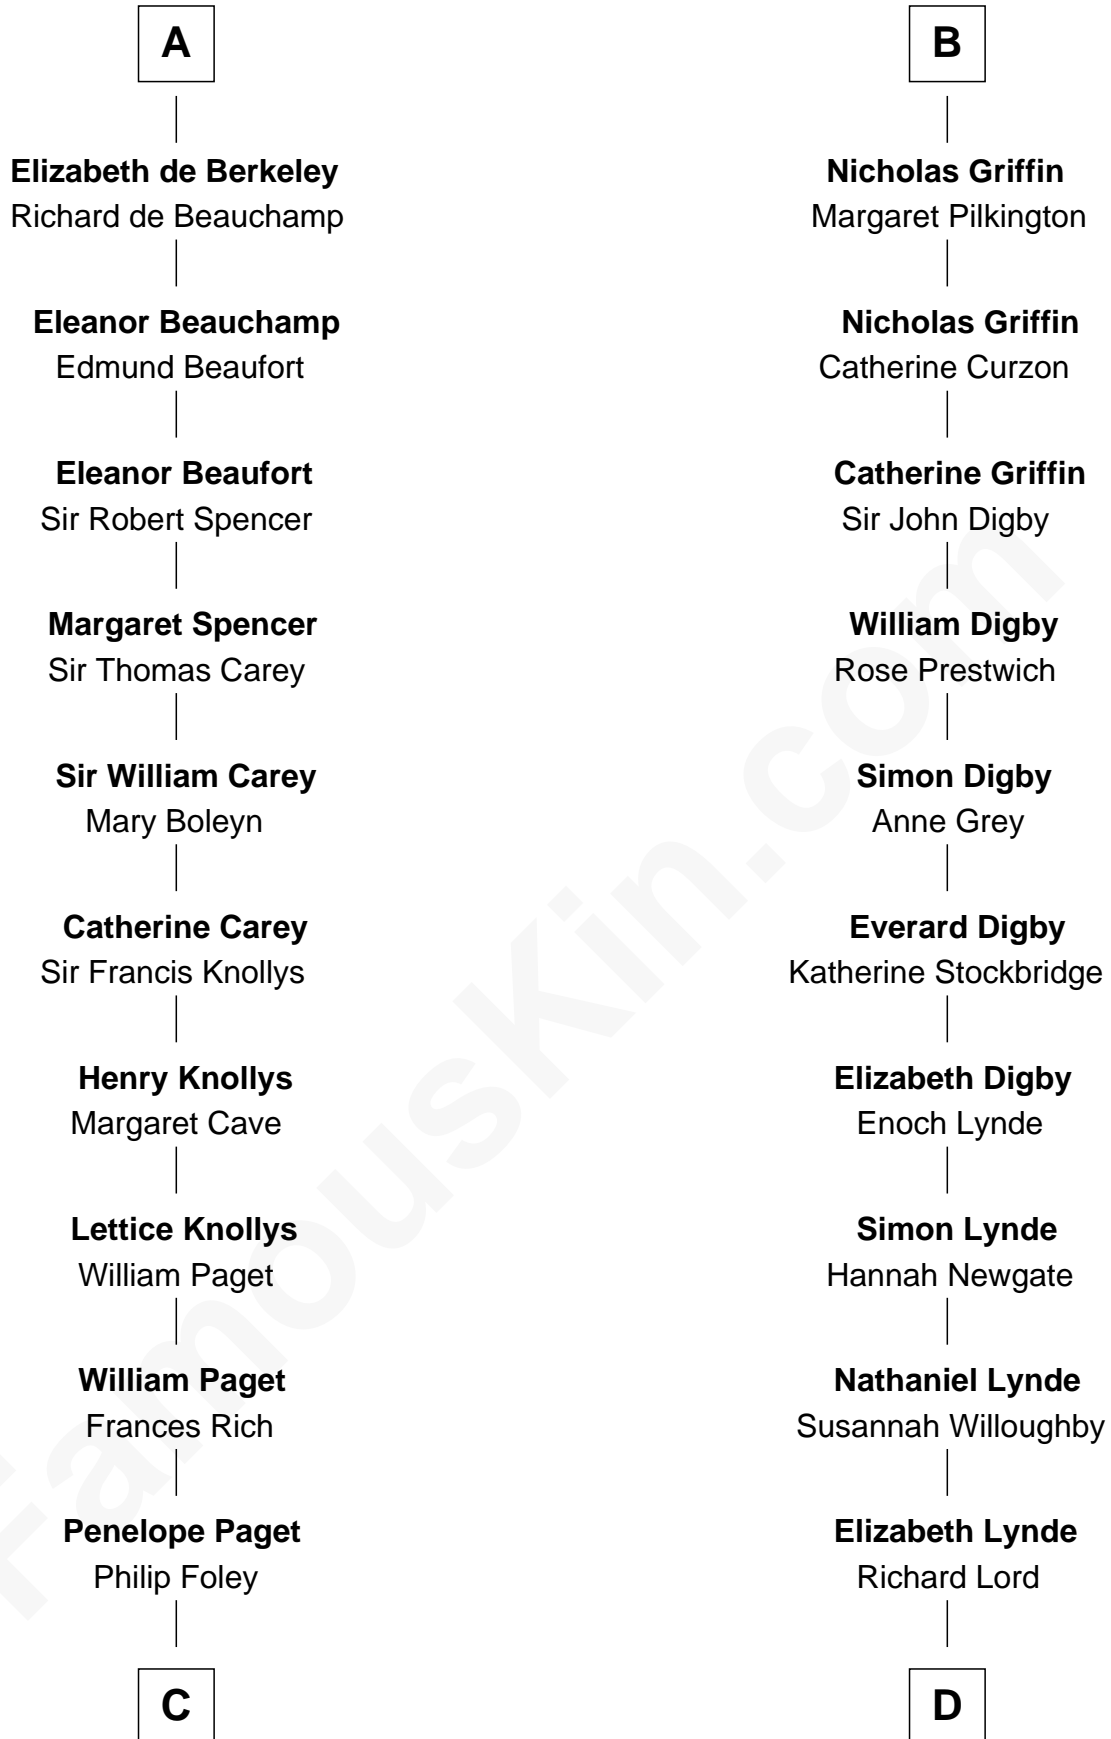 A
Elizabeth de Berkeley
Richard de Beauchamp
Eleanor Beauchamp
Edmund Beaufort
Eleanor Beaufort
Sir Robert Spencer
Margaret Spencer
Sir Thomas Carey
Sir William Carey
Mary Boleyn
Catherine Carey
Sir Francis Knollys
Henry Knollys
Margaret Cave
Lettice Knollys
William Paget
William Paget
Frances Rich
Penelope Paget
Philip Foley
C
B
Nicholas Griffin
Margaret Pilkington
Nicholas Griffin
Catherine Curzon
Catherine Griffin
Sir John Digby
William Digby
Rose Prestwich
Simon Digby
Anne Grey
Everard Digby
Katherine Stockbridge
Elizabeth Digby
Enoch Lynde
Simon Lynde
Hannah Newgate
Nathaniel Lynde
Susannah Willoughby
Elizabeth Lynde
Richard Lord
D
FamousKin.com